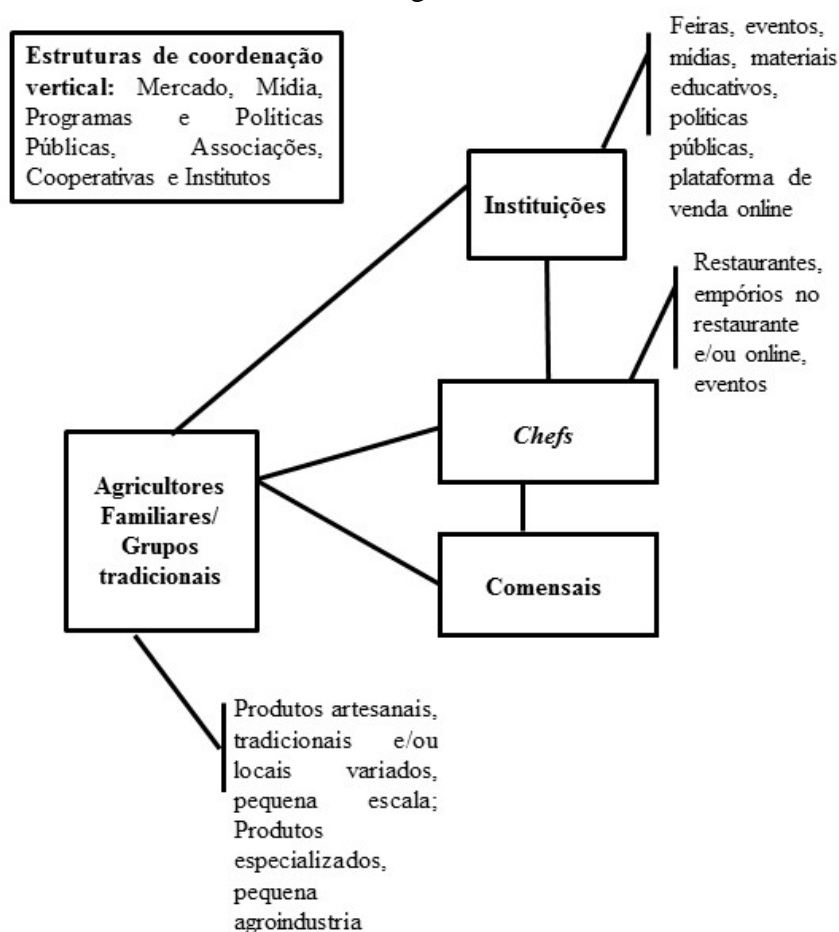 Estruturas de coordenação
vertical: Mercado, Mídia,
Programas e Políticas
Públicas, Associações,
Cooperativas e Institutos
Feiras, eventos,
mídias, materiais
educativos,
políticas
públicas,
plataforma de
venda online
Instituições
Restaurantes,
empórios no
restaurante
e/ou online,
eventos
Chefs
Agricultores
Familiares/
Grupos
tradicionais
Comensais
Produtos artesanais,
tradicionais e/ou
locais variados,
pequena escala;
Produtos
especializados,
pequena
agroindustria